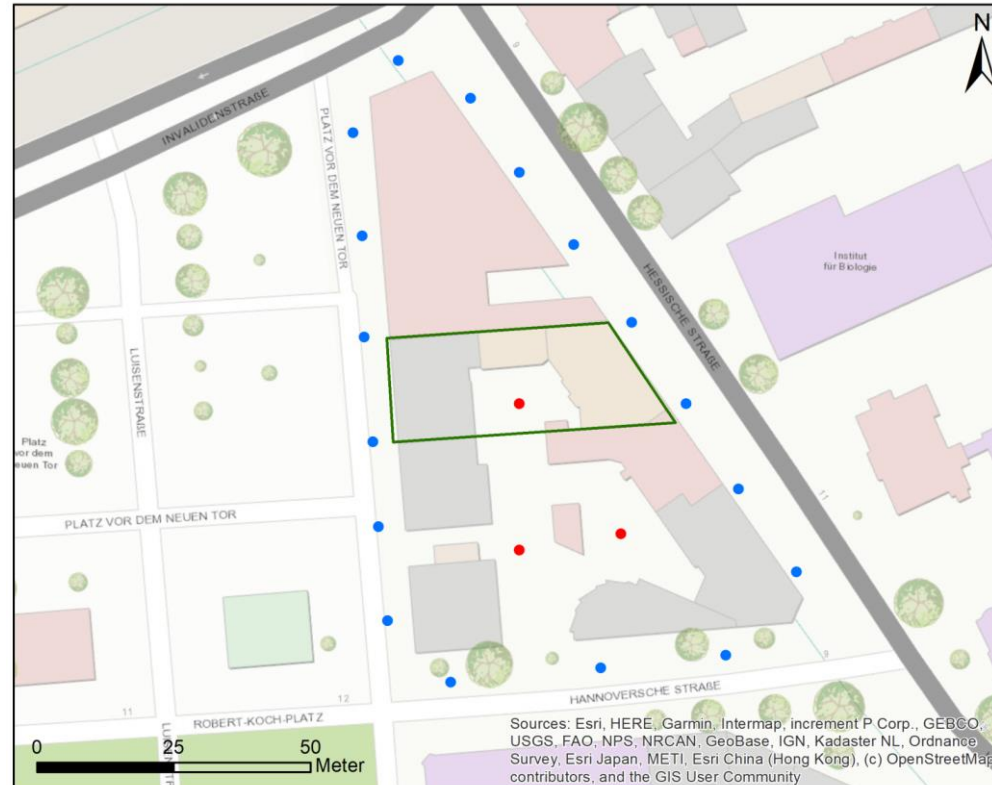 N
9
INVALIDENSTRAßE
PLATZ VOR DEM NEUEN TOR
Institut
für Biologie
HESSISCHE STRAßE
LUISENSTRAßE
Platz
vor dem
Neuen Tor
11
PLATZ VOR DEM NEUEN TOR
9
HANNOVERSCHE STRAßE
12
11
ROBERT-KOCH-PLATZ
0 25 50
Meter
Sources: Esri, HERE, Garmin, Intermap, increment P Corp., GEBCO,
USGS, FAO, NPS, NRCAN, GeoBase, IGN, Kadaster NL, Ordnance
Survey, Esri Japan, METI, Esri China (Hong Kong), (c) OpenStreetMap
contributors, and the GIS User Community